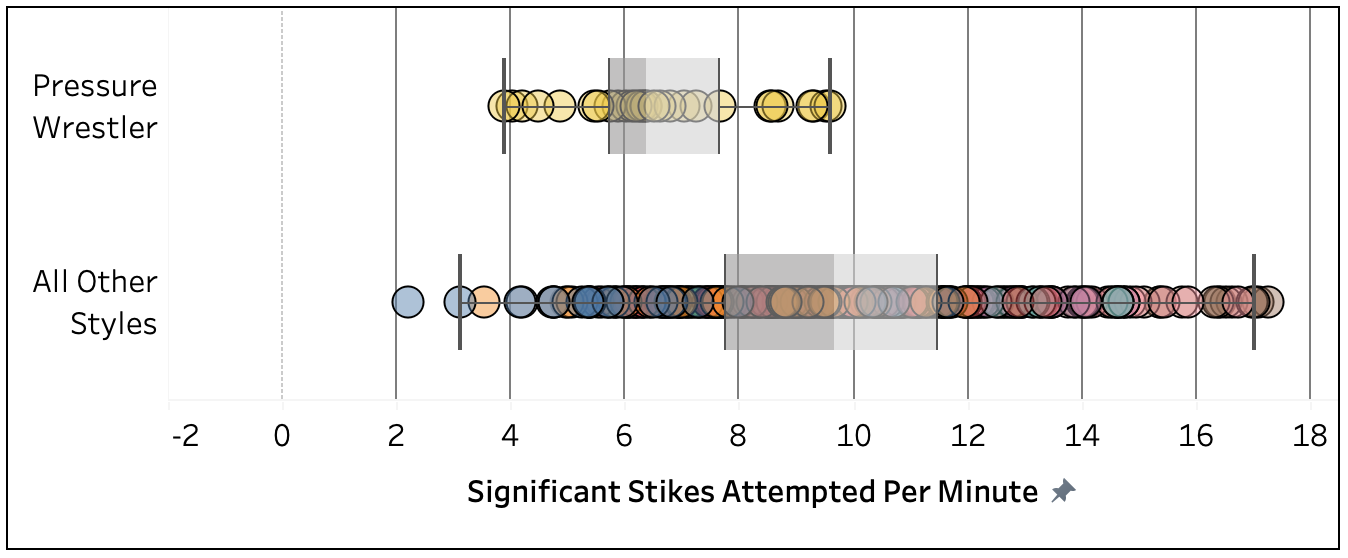 Pressure
Wrestler
All Other
Styles
-2 0 2 4 6 8 10 12 14 16 18
Significant Stikes Attempted Per Minute